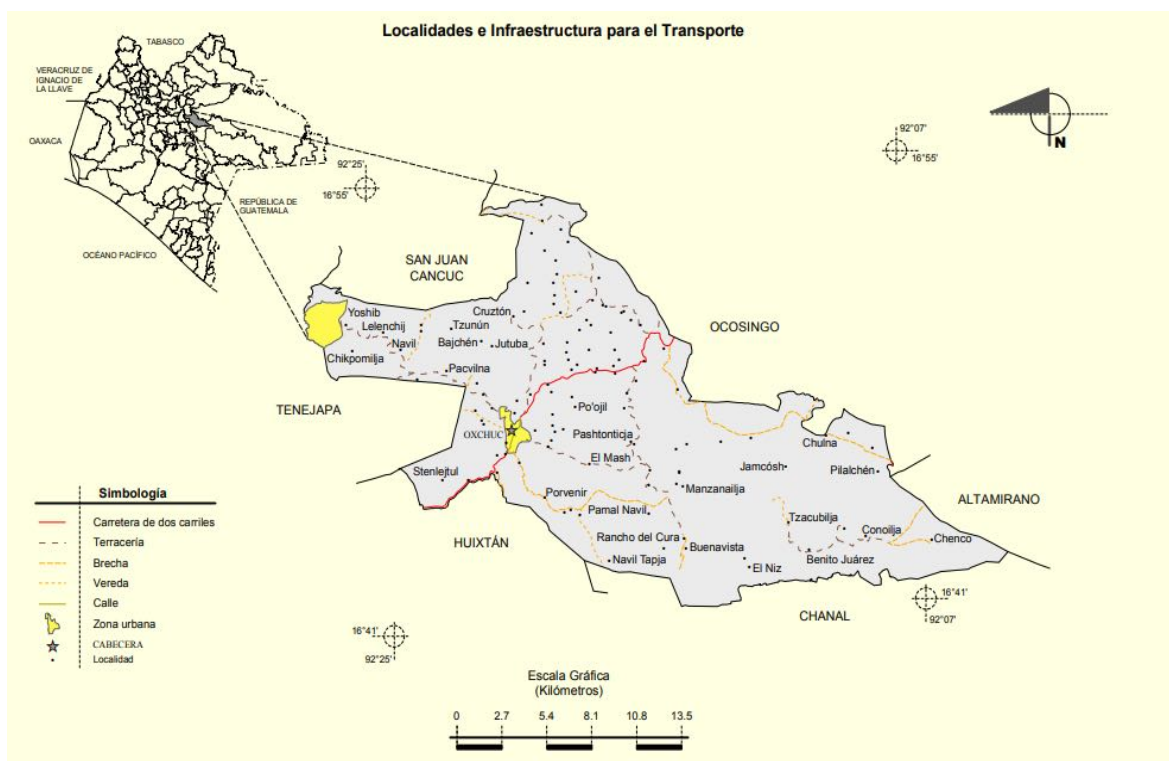 Localidades e Infraestructura para el Transporte
TABASCO
VERACRUZ DE
IGNACIO DE
LA LLAVE
OAXACA
REPÚBLICA DE
GUATEMALA
OCÉANO PACÍFICO
92°25'
16°55'
92°07'
16°55'
N
SAN JUAN
CANCUC
OCOSINGO
TENEJAPA
HUIXTÁN
ALTAMIRANO
CHANAL
Yoshib
Lelenchij
Navil
Chikpomilja
Cruztón
Tzunún
Bajchén
Jutuba
Pacvilna
Po'ojil
OXCHUC
Pashtonticja
El Mash
Stenlejtul
Chulna
Jamcósh
Pilalchén
Manzanailja
Porvenir
Pamal Navil
Tzacubilja
Conoilja
Chenco
Rancho del Cura
Buenavista
Navil Tapja
El Niz
Benito Juárez
16°41'
92°07'
16°41'
92°25'
Simbología
Carretera de dos carriles
Terracería
Brecha
Vereda
Calle
Zona urbana
CABECERA
Localidad
Escala Gráfica
(Kilómetros)
0 2.7 5.4 8.1 10.8 13.5